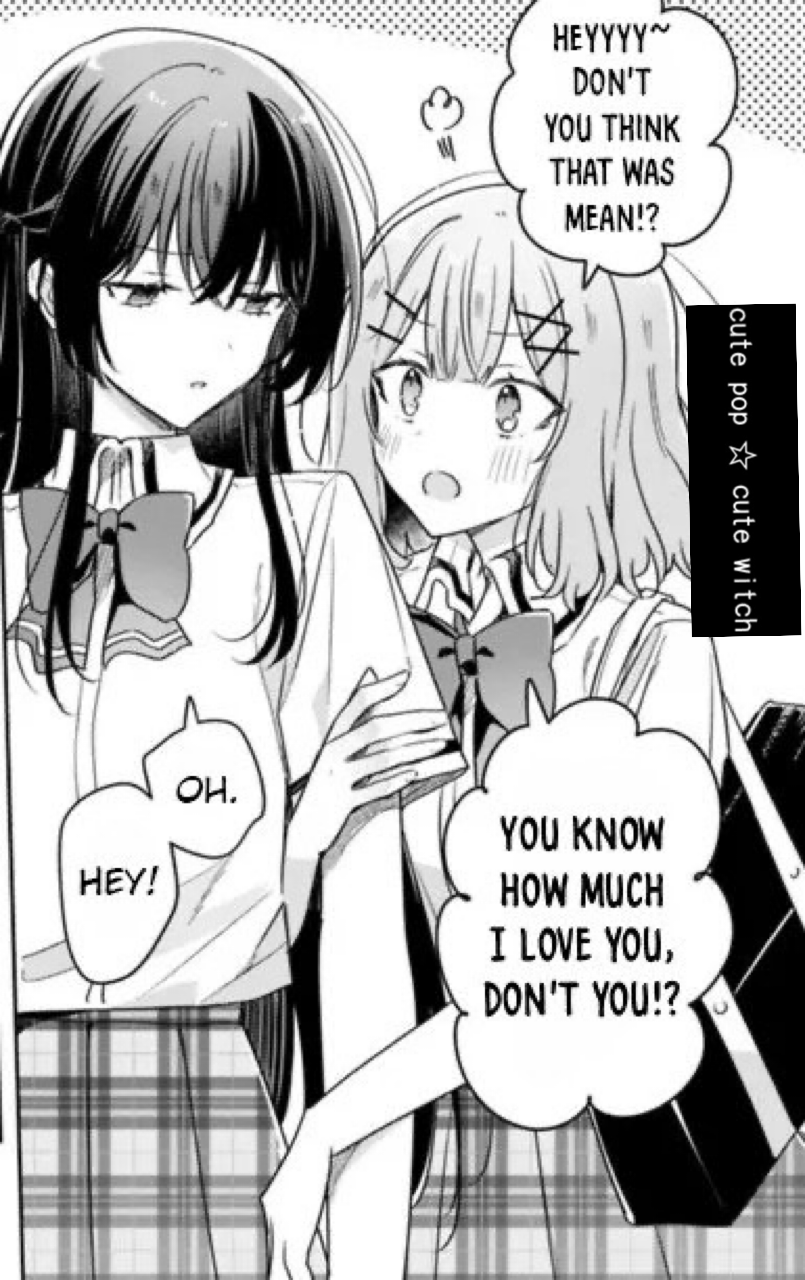 HEYYYY~
DON'T
YOU THINK
THAT WAS
MEAN!?
cute pop ☆ cute witch
OH.
HEY!
YOU KNOW
HOW MUCH
I LOVE YOU,
DON'T YOU!?